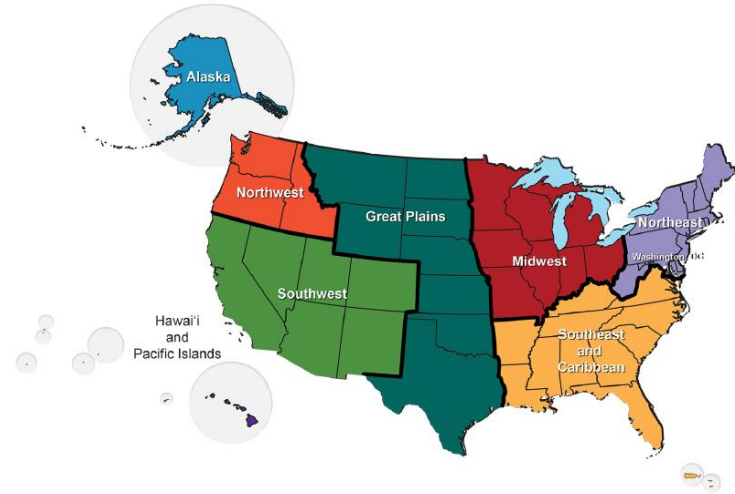 Alaska
Northwest
Great Plains
Northeast
Washington, DC
Midwest
Southwest
Hawai'i
and
Pacific Islands
Southeast
and
Caribbean